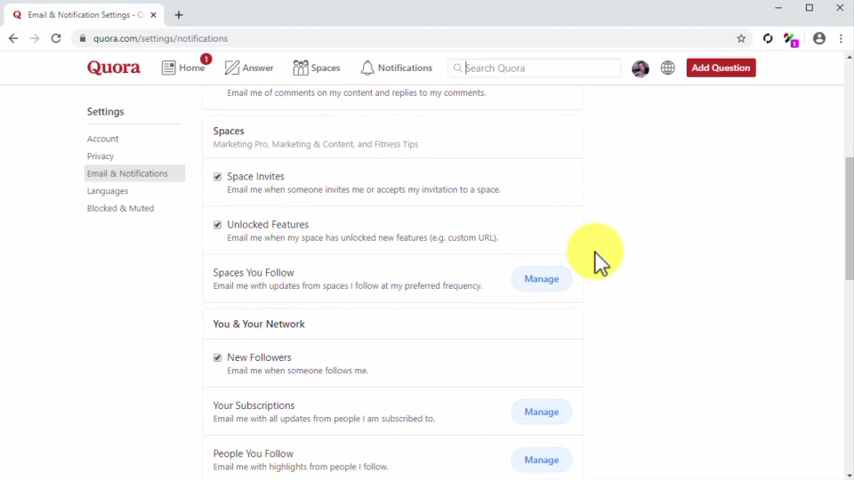 Email & Notification Settings - Q
quora.com/settings/notifications
1
Quora
1
Home
Answer
Spaces
Notifications
Search Quora
Add Question
Email me of comments on my content and replies to my comments.
Settings
Account
Privacy
Email & Notifications
Languages
Blocked & Muted
Spaces
Marketing Pro, Marketing & Content, and Fitness Tips
Space Invites
Email me when someone invites me or accepts my invitation to a space.
Unlocked Features
Email me when my space has unlocked new features (e.g. custom URL).
Spaces You Follow
Email me with updates from spaces I follow at my preferred frequency.
Manage
You & Your Network
New Followers
Email me when someone follows me.
Your Subscriptions
Email me with all updates from people I am subscribed to.
Manage
People You Follow
Email me with highlights from people I follow.
Manage